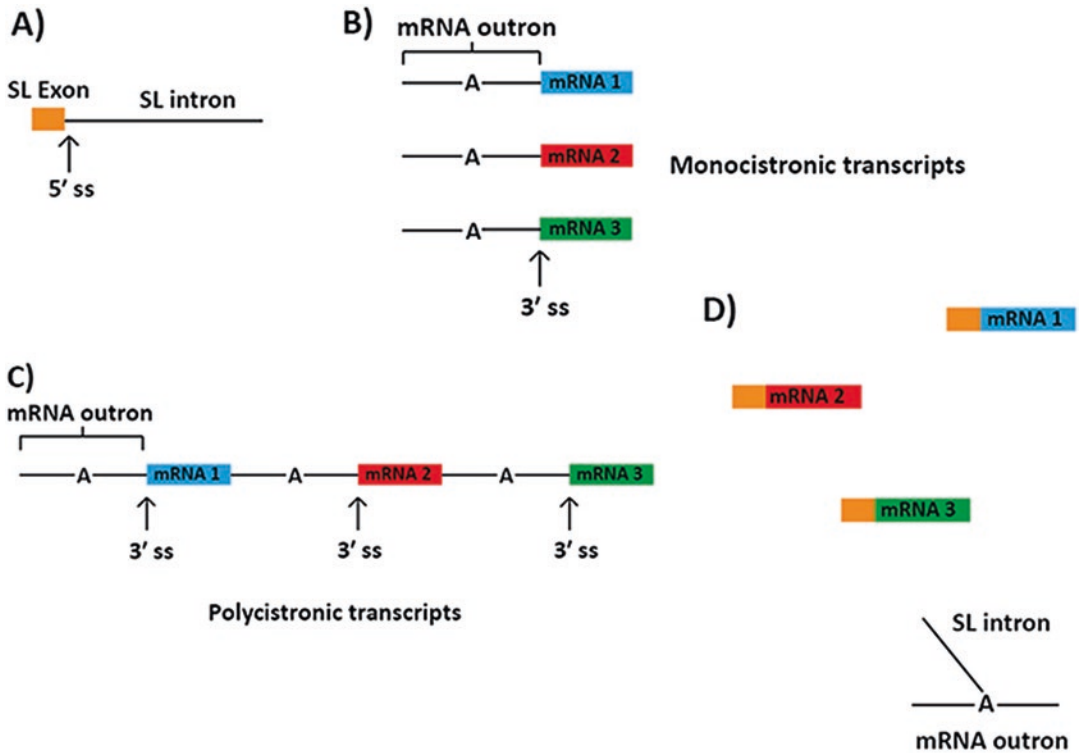 A)
SL Exon
SL intron
5' ss
B)
mRNA outron
A
mRNA 1
A
mRNA 2
Monocistronic transcripts
A
mRNA 3
3' ss
C)
mRNA outron
A
mRNA 1
A
mRNA 2
A
mRNA 3
3' ss
3' ss
3' ss
Polycistronic transcripts
D)
mRNA 1
mRNA 2
mRNA 3
SL intron
A
mRNA outron